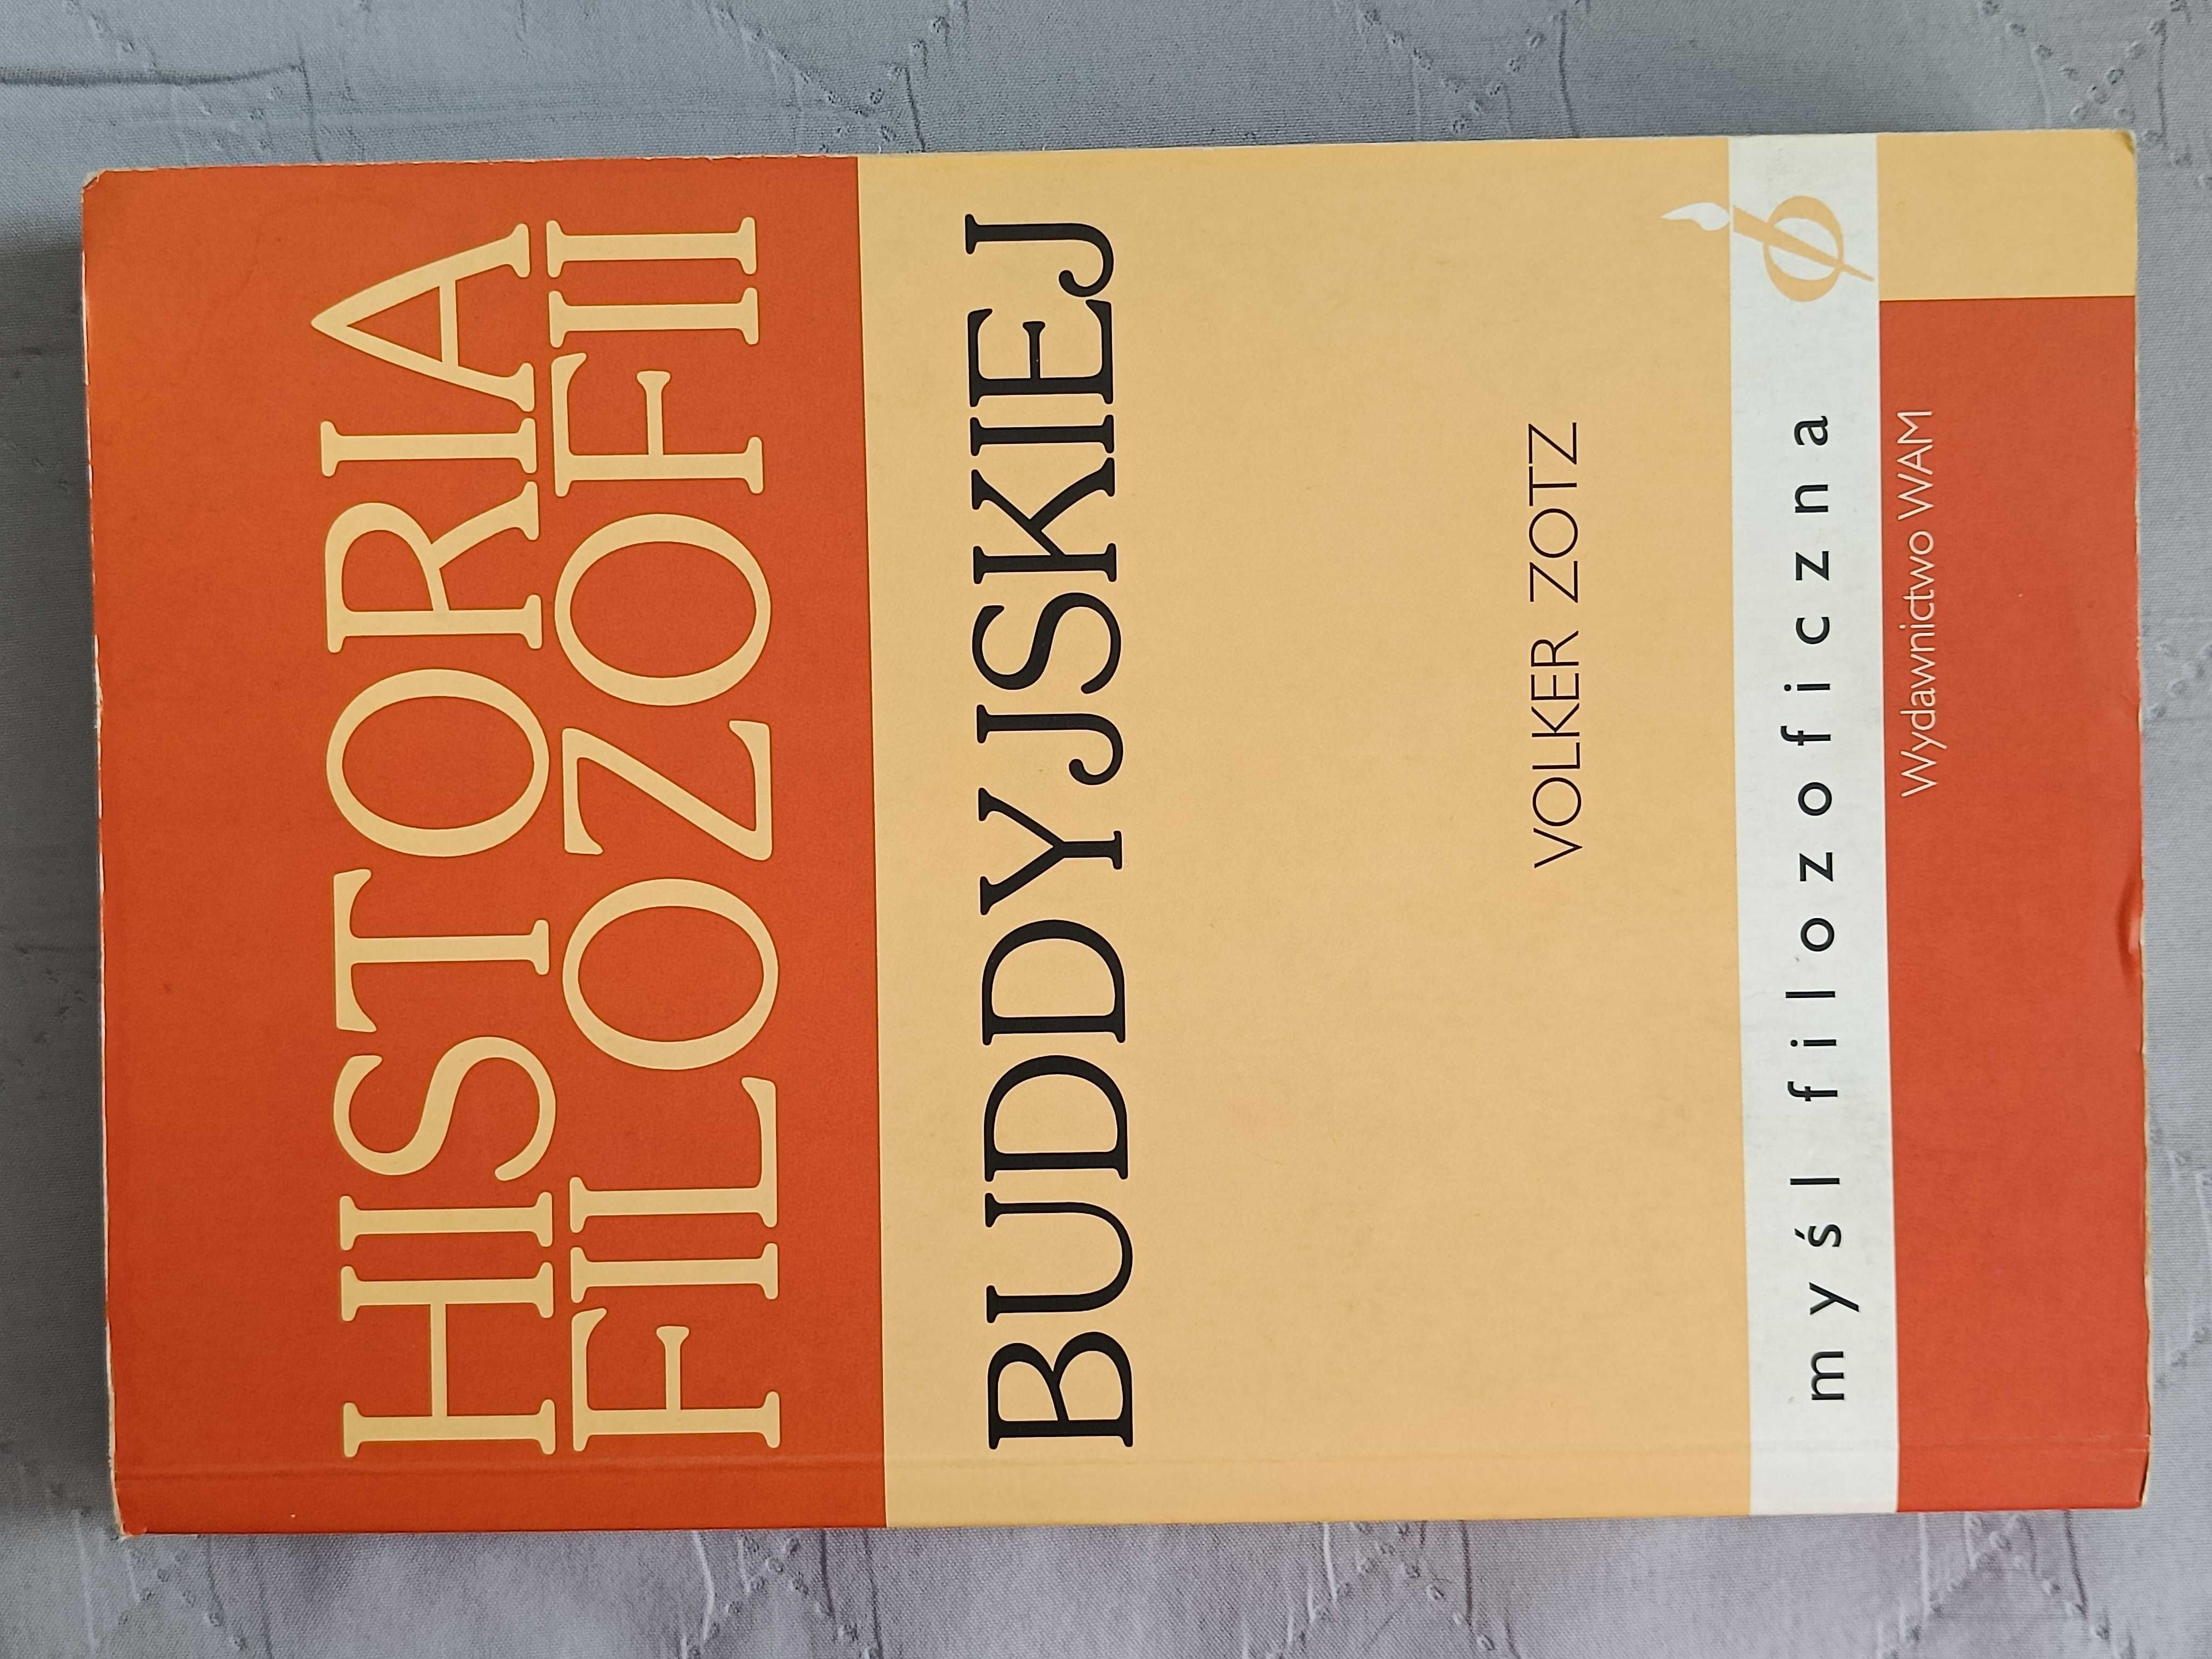 HISTORIA
FILOZOFII
BUDDYJSKIEJ
VOLKER ZOTZ
myśl filozoficzna
Wydawnictwo WAM